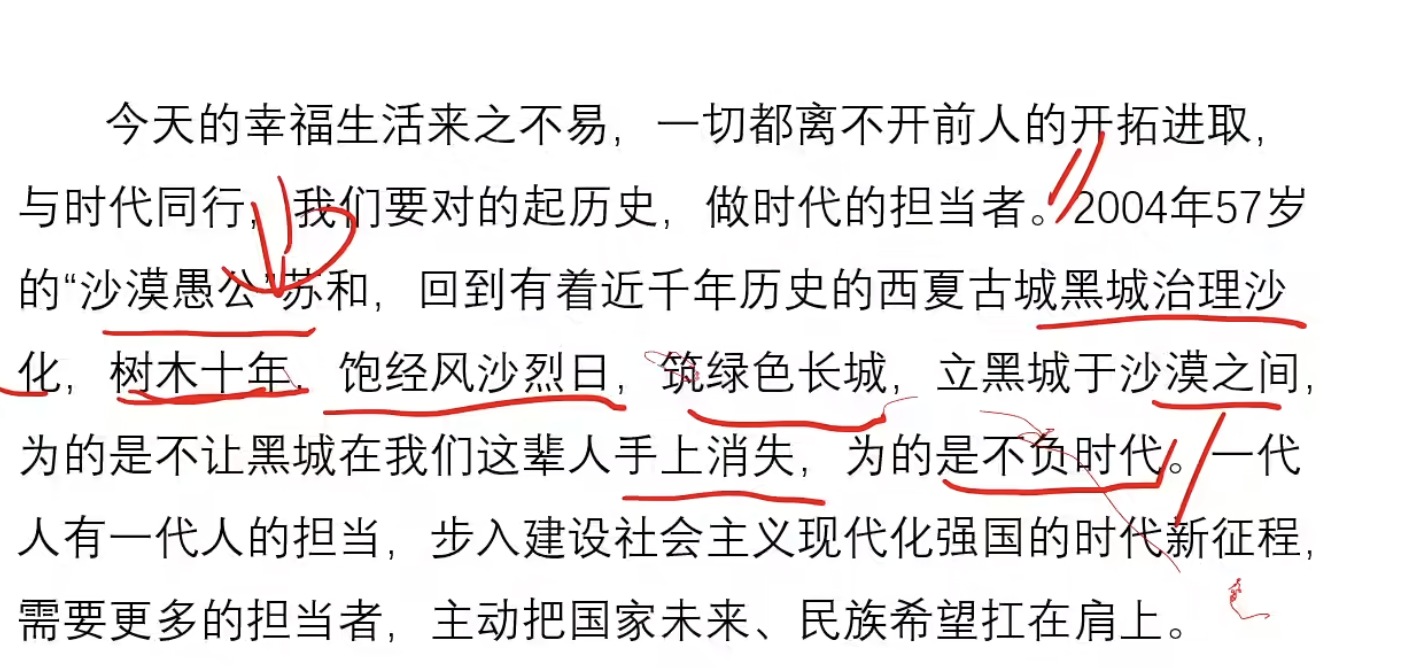 今天的幸福生活来之不易，一切都离不开前人的开拓进取，
与时代同行，我们要对的起历史，做时代的担当者。2004年57岁
的“沙漠愚公”苏和，回到有着近千年历史的西夏古城黑城治理沙
化，树木十年，饱经风沙烈日，筑绿色长城，立黑城于沙漠之间，
为的是不让黑城在我们这辈人手上消失，为的是不负时代。一代
人有一代人的担当，步入建设社会主义现代化强国的时代新征程，
需要更多的担当者，主动把国家未来、民族希望扛在肩上。